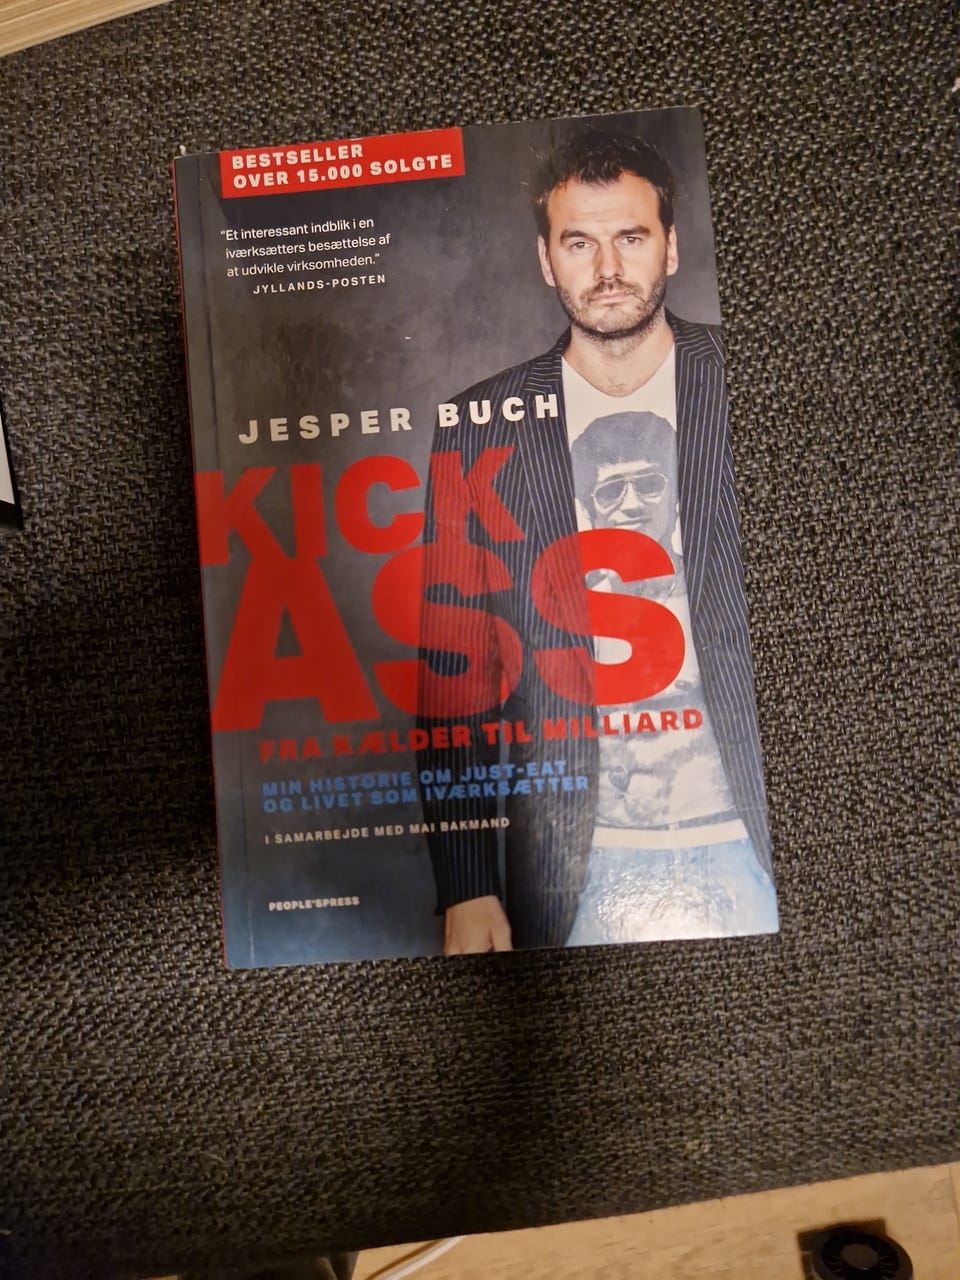 BESTSELLER
OVER 15.000 SOLGTE
"Et interessant indblik i en
iværksætters besættelse af
at udvikle virksomheden."
JYLLANDS-POSTEN
JESPER BUCH
KICK
ASS
FRA KÆLDER TIL MILLIARD
MIN HISTORIE OM JUST-EAT
OG LIVET SOM IVÆRKSÆTTER
I SAMARBEJDE MED MAI BAKMAND
PEOPLE'SPRESS